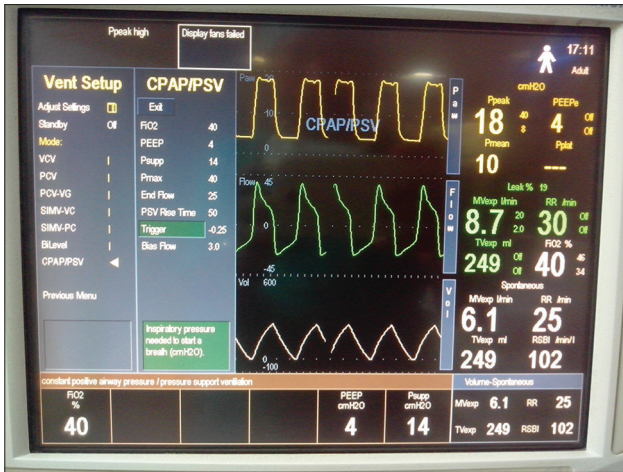 Ppeak high
Display fans failed
17:11
Adult
Vent Setup
Adjust Settings
Standby Off
Mode:
VCV
PCV
PCV-VG
SIMV-VC
SIMV-PC
BiLevel
CPAP/PSV
Previous Menu
CPAP/PSV
Exit
FiO2 40
PEEP 4
Psupp 14
Pmax 40
End Flow 25
PSV Rise Time 50
Trigger -0.25
Bias Flow 3.0
Inspiratory pressure
needed to start a
breath (cmH2O).
Paw 20
10
0
CPAP/PSV
Flow 45
0
-45
Vol 600
0
-100
Paw
Flow
Vol
cmH2O
Ppeak PEEPe
18 40 8 4 Off Off
Pmean Pplat
10 ---
Leak % 19
MVexp l/min RR /min
8.7 20 2.0 30 Off Off
TVexp ml FiO2 %
249 Off Off 40 46 34
Spontaneous
MVexp l/min RR /min
6.1 25
TVexp ml RSBI /min/l
249 102
constant positive airway pressure / pressure support ventilation
FiO2
%
40
PEEP
cmH2O
4
Psupp
cmH2O
14
Volume-Spontaneous
MVexp 6.1 RR 25
TVexp 249 RSBI 102